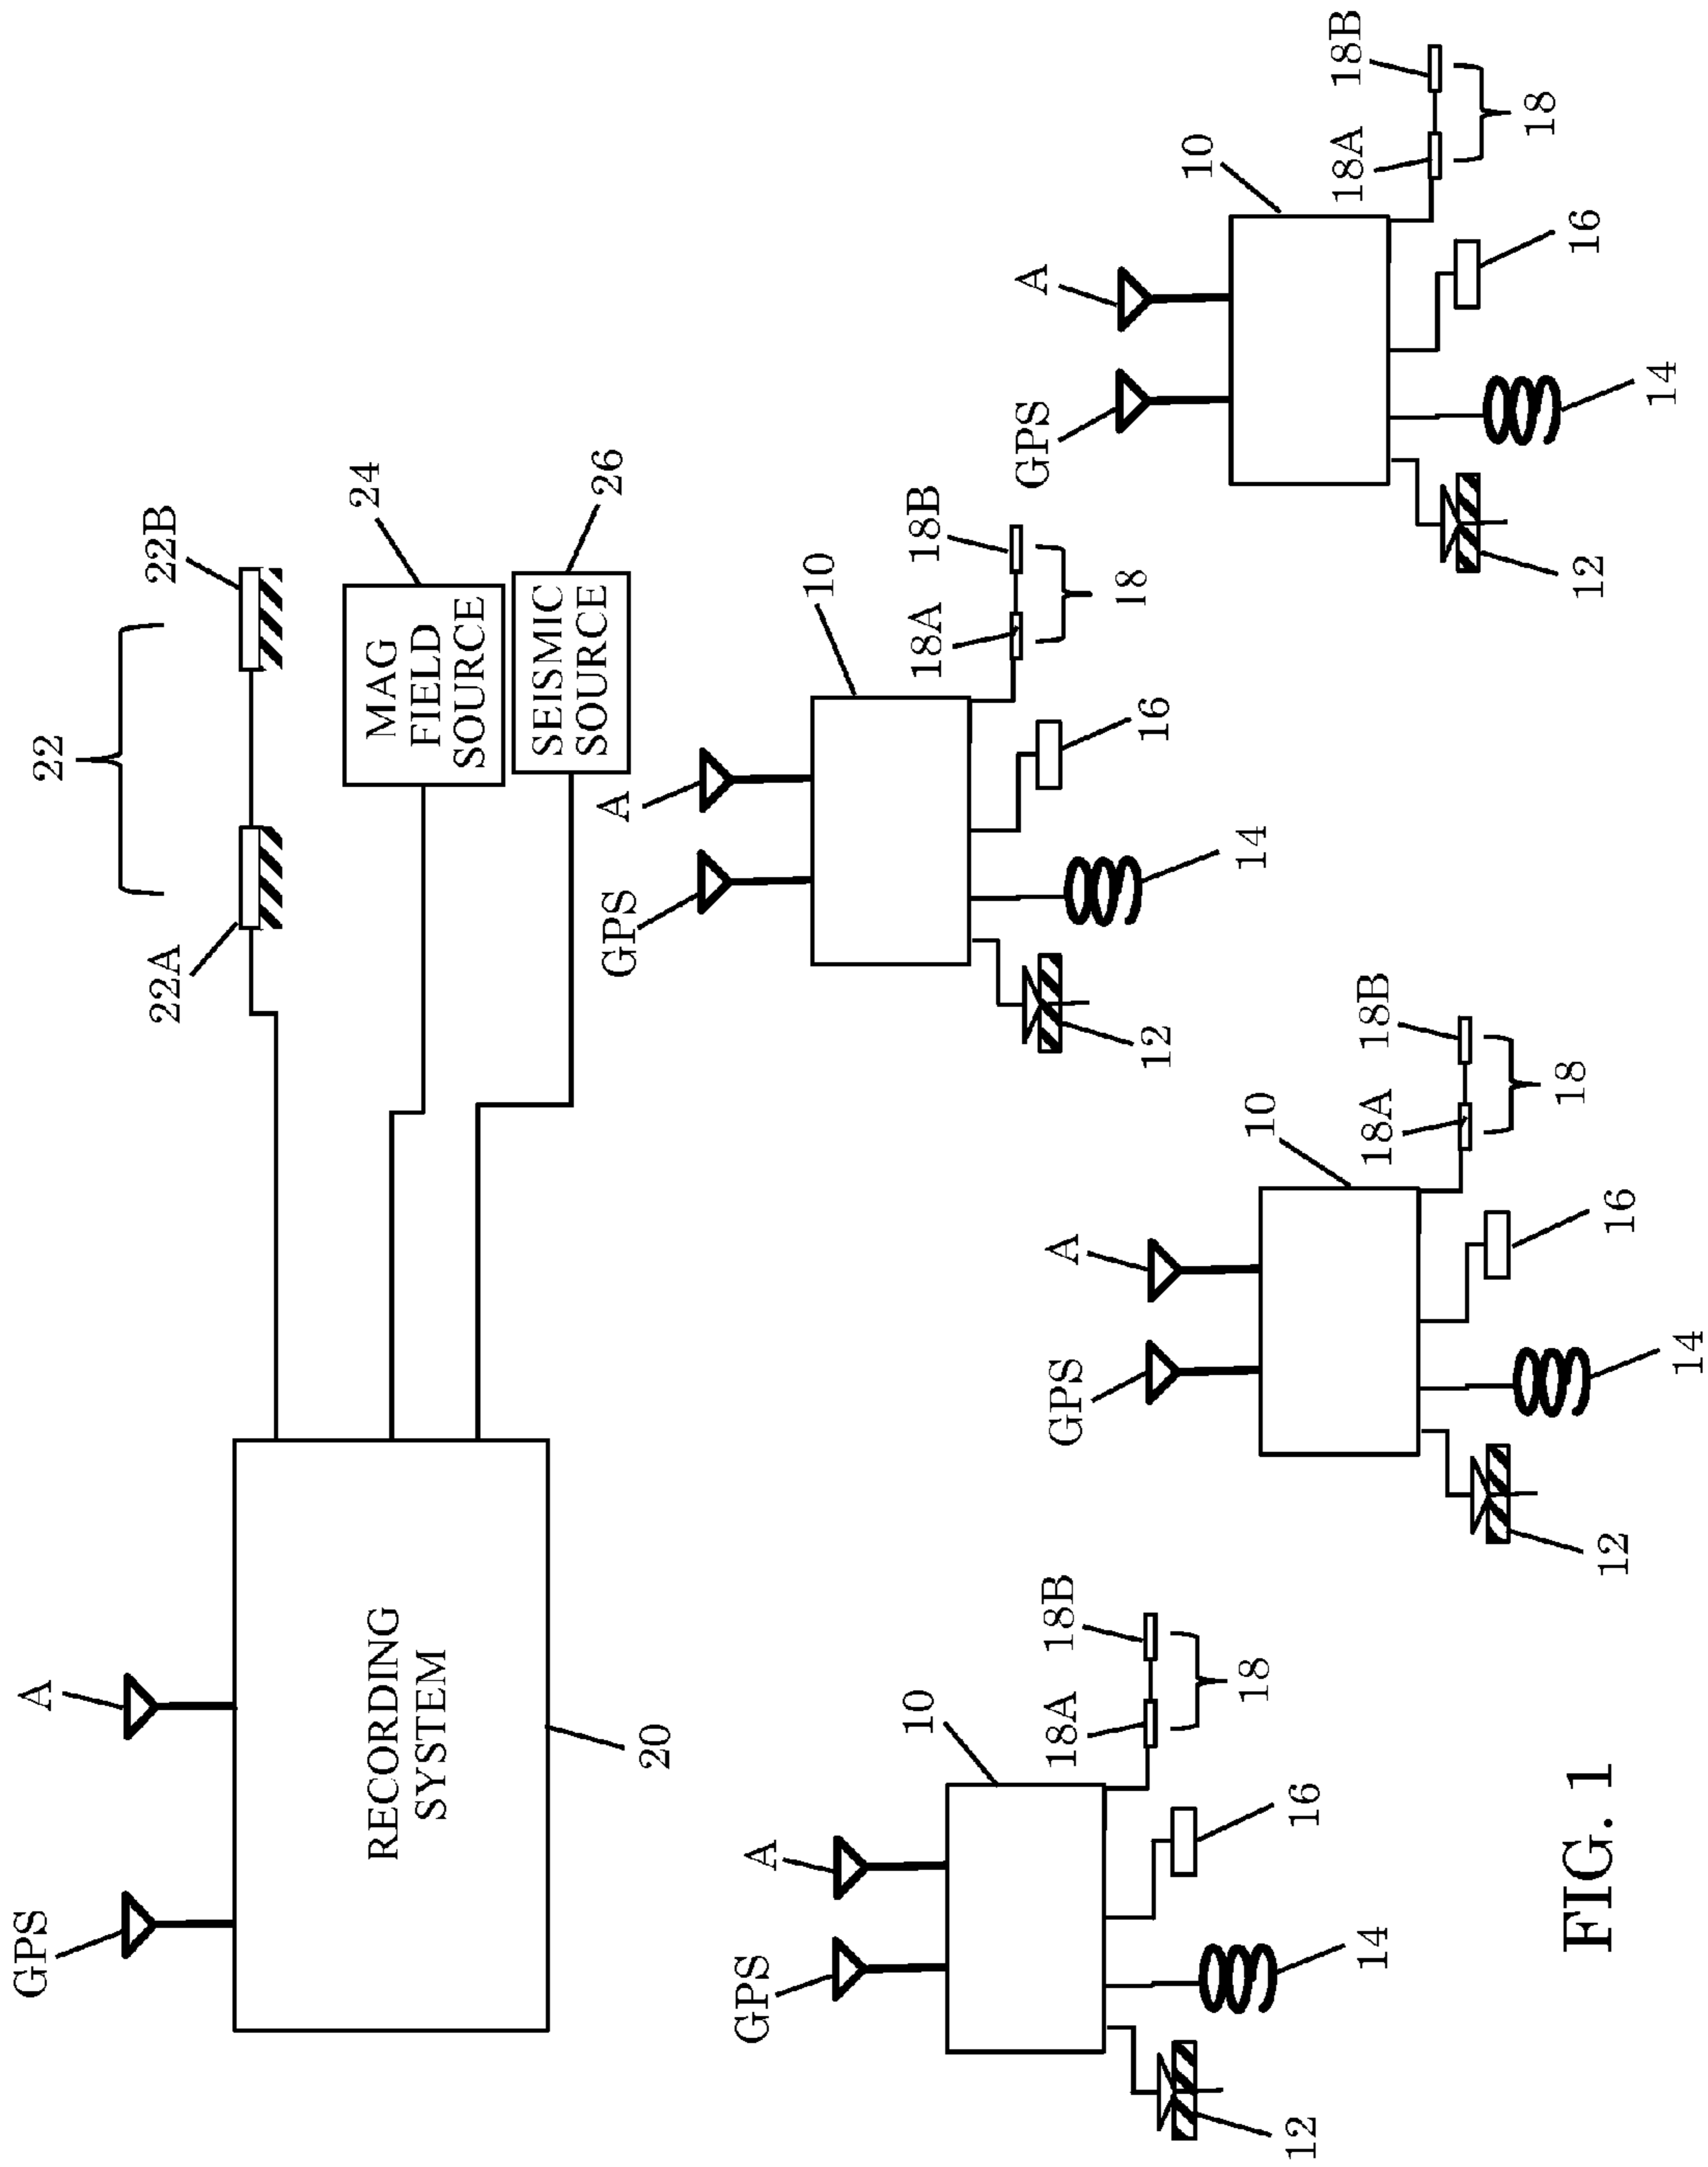 GPS
A
22
22A
22B
24
MAG
FIELD
SOURCE
26
SEISMIC
SOURCE
RECORDING
SYSTEM
20
GPS
A
10
18A
18B
18
16
14
12
GPS
A
10
18A
18B
18
16
14
12
GPS
A
10
18A
18B
18
16
14
12
GPS
A
10
18A
18B
18
16
14
12
FIG. 1